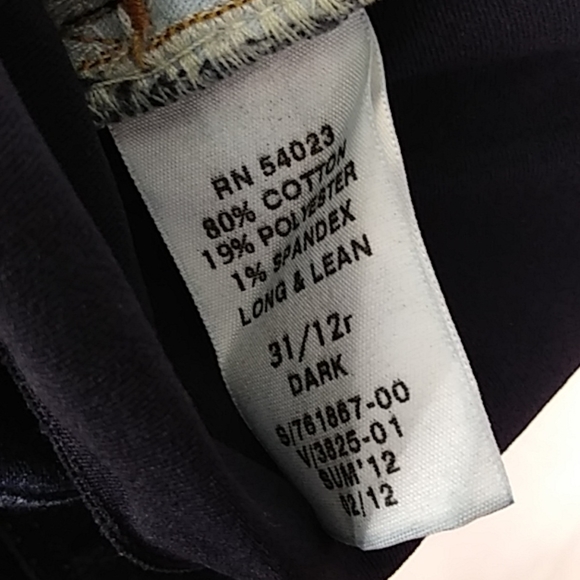 RN 54023
80% COTTON
19% POLYESTER
1% SPANDEX
LONG & LEAN
31/12r
DARK
S/761867-00
V/3825-01
SUM'12
02/12